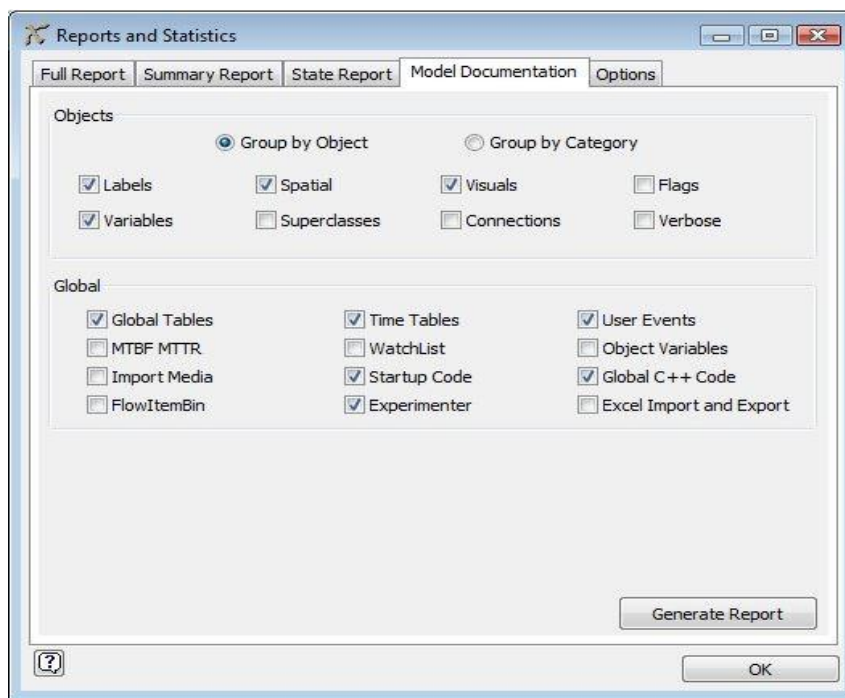 Reports and Statistics
Full Report Summary Report State Report Model Documentation Options
Objects
Group by Object Group by Category
Labels Spatial Visuals Flags
Variables Superclasses Connections Verbose
Global
Global Tables Time Tables User Events
MTBF MTTR WatchList Object Variables
Import Media Startup Code Global C++ Code
FlowItemBin Experimenter Excel Import and Export
Generate Report
? OK